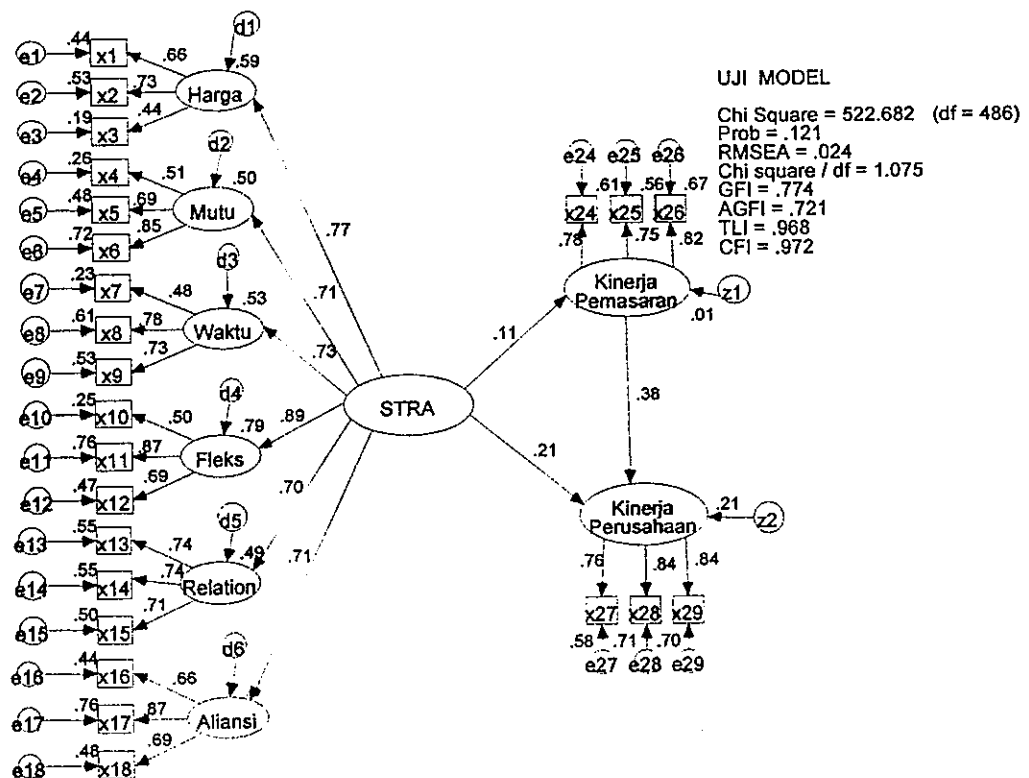 UJI MODEL
Chi Square = 522.682 (df = 486)
Prob = .121
RMSEA = .024
Chi square / df = 1.075
GFI = .774
AGFI = .721
TLI = .968
CFI = .972
d1
.44
e1
x1
.66
.59
.53
e2
x2
.73
Harga
.19
e3
x3
.44
d2
.26
e4
x4
.51
.50
.48
e5
x5
.69
Mutu
.72
e6
x6
.85
d3
.23
e7
x7
.48
.53
.61
e8
x8
.78
Waktu
.53
e9
x9
.73
d4
.25
e10
x10
.50
.79
.76
e11
x11
.87
Fleks
.47
e12
x12
.69
d5
.55
e13
x13
.74
.49
.55
e14
x14
.74
Relation
.50
e15
x15
.71
d6
.44
e16
x16
.66
.76
e17
x17
.87
Aliansi
.48
e18
x18
.69
.77
.71
.73
.89
.70
.71
STRA
.11
.21
e24 e25 e26
.61 .56 .67
x24 x25 x26
.78 .75 .82
Kinerja
Pemasaran
z1
.01
.38
Kinerja
Perusahaan
.21
z2
.76 .84 .84
x27 x28 x29
.58 .71 .70
e27 e28 e29